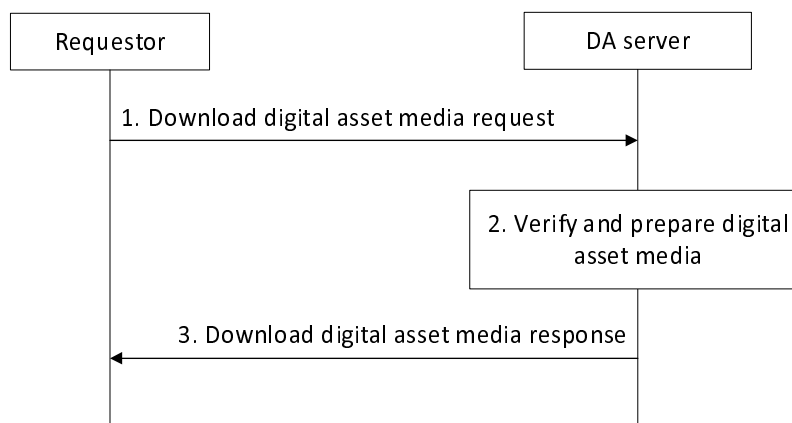 Requestor
DA server
1. Download digital asset media request
2. Verify and prepare digital
asset media
3. Download digital asset media response